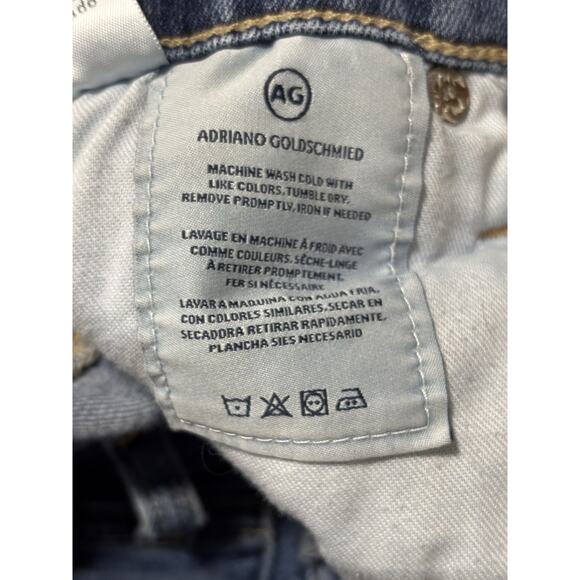 ido
AG
ADRIANO GOLDSCHMIED
MACHINE WASH COLD WITH
LIKE COLORS, TUMBLE DRY,
REMOVE PROMPTLY, IRON IF NEEDED
LAVAGE EN MACHINE À FROID AVEC
COMME COULEURS. SÈCHE-LINGE
À RETIRER PROMPTEMENT.
FER SI NÉCESSAIRE
LAVAR A MAQUINA CON AGUA FRIA,
CON COLORES SIMILARES, SECAR EN
SECADORA RETIRAR RAPIDAMENTE,
PLANCHA SIES NECESARIO